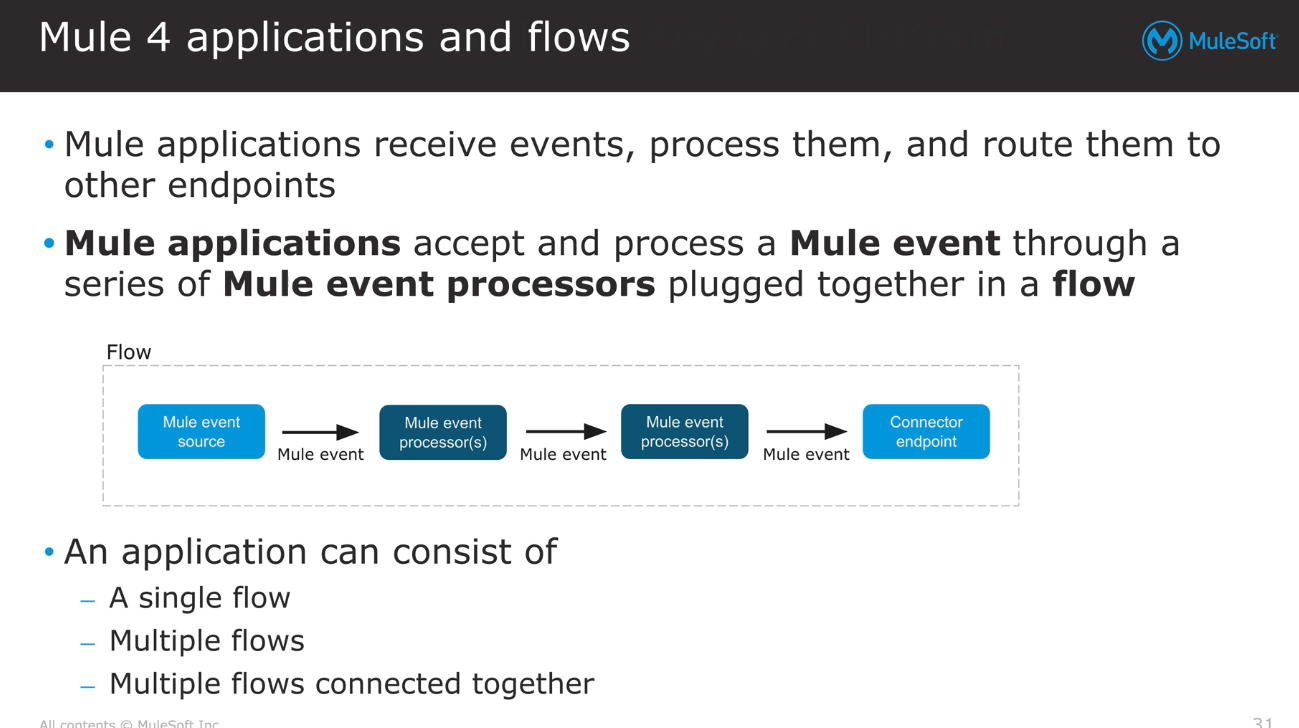 Mule 4 applications and flows
MuleSoft
• Mule applications receive events, process them, and route them to
other endpoints
• Mule applications accept and process a Mule event through a
series of Mule event processors plugged together in a flow
Flow
Mule event
source
Mule event
Mule event
processor(s)
Mule event
Mule event
processor(s)
Mule event
Connector
endpoint
• An application can consist of
– A single flow
– Multiple flows
– Multiple flows connected together
All contents © MuleSoft Inc.
31